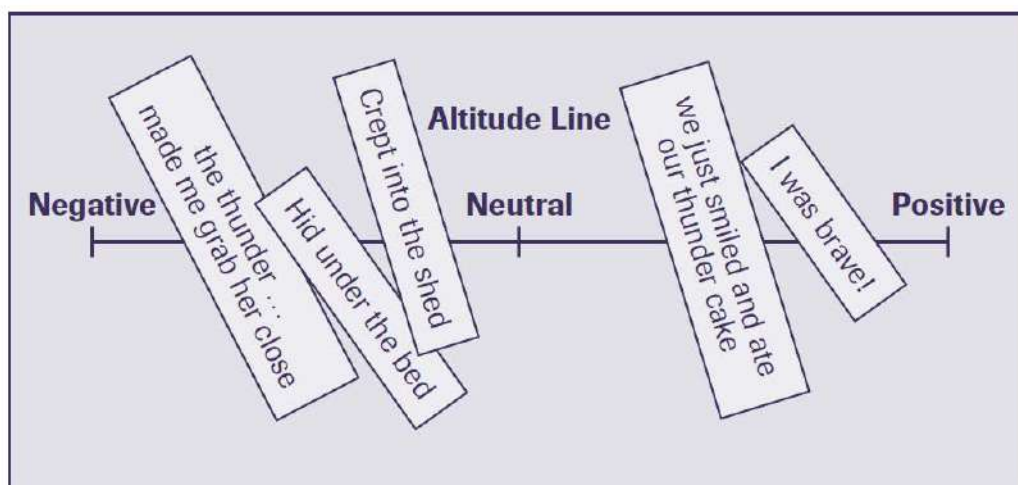 Altitude Line
Negative
Neutral
Positive
the thunder ...
made me grab her close
Hid under the bed
Crept into the shed
we just smiled and ate
our thunder cake
I was brave!